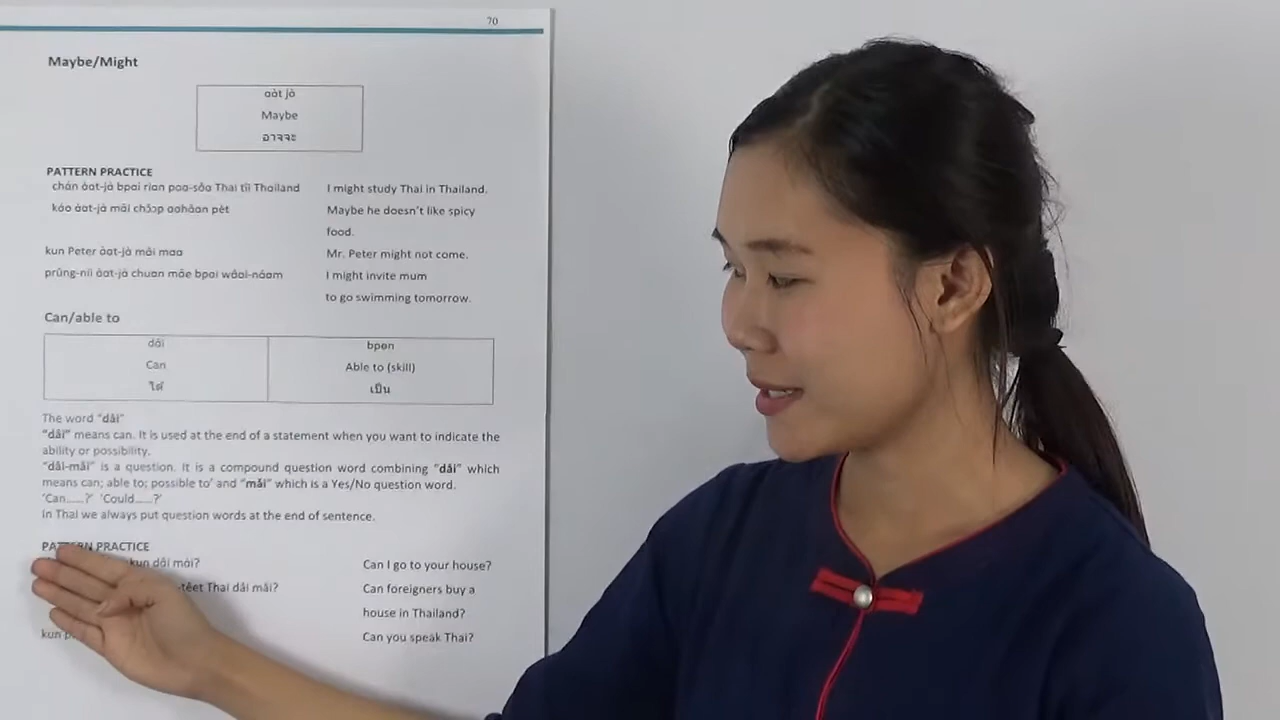 70
Maybe/Might
àat jà
Maybe
อาจจะ
PATTERN PRACTICE
chán àat-jà bpai rian paa-sǎa Thai tîi Thailand
I might study Thai in Thailand.
káo àat-jà mâi chɔ̂ɔp aahǎan pèt
Maybe he doesn't like spicy
food.
kun Peter àat-jà mâi maa
Mr. Peter might not come.
prûng-níi àat-jà chuan mâe bpai wâai-náam
I might invite mum
to go swimming tomorrow.
Can/able to
dâi
bpen
Can
Able to (skill)
ได้
เป็น
The word "dâi"
"dâi" means can. It is used at the end of a statement when you want to indicate the
ability or possibility.
"dâi-mái" is a question. It is a compound question word combining "dâi" which
means can; able to; possible to' and "mái" which is a Yes/No question word.
'Can......?' 'Could......?'
In Thai we always put question words at the end of sentence.
PATTERN PRACTICE
kun dâi mái?
Can I go to your house?
-têet Thai dâi mái?
Can foreigners buy a
house in Thailand?
kun
Can you speak Thai?